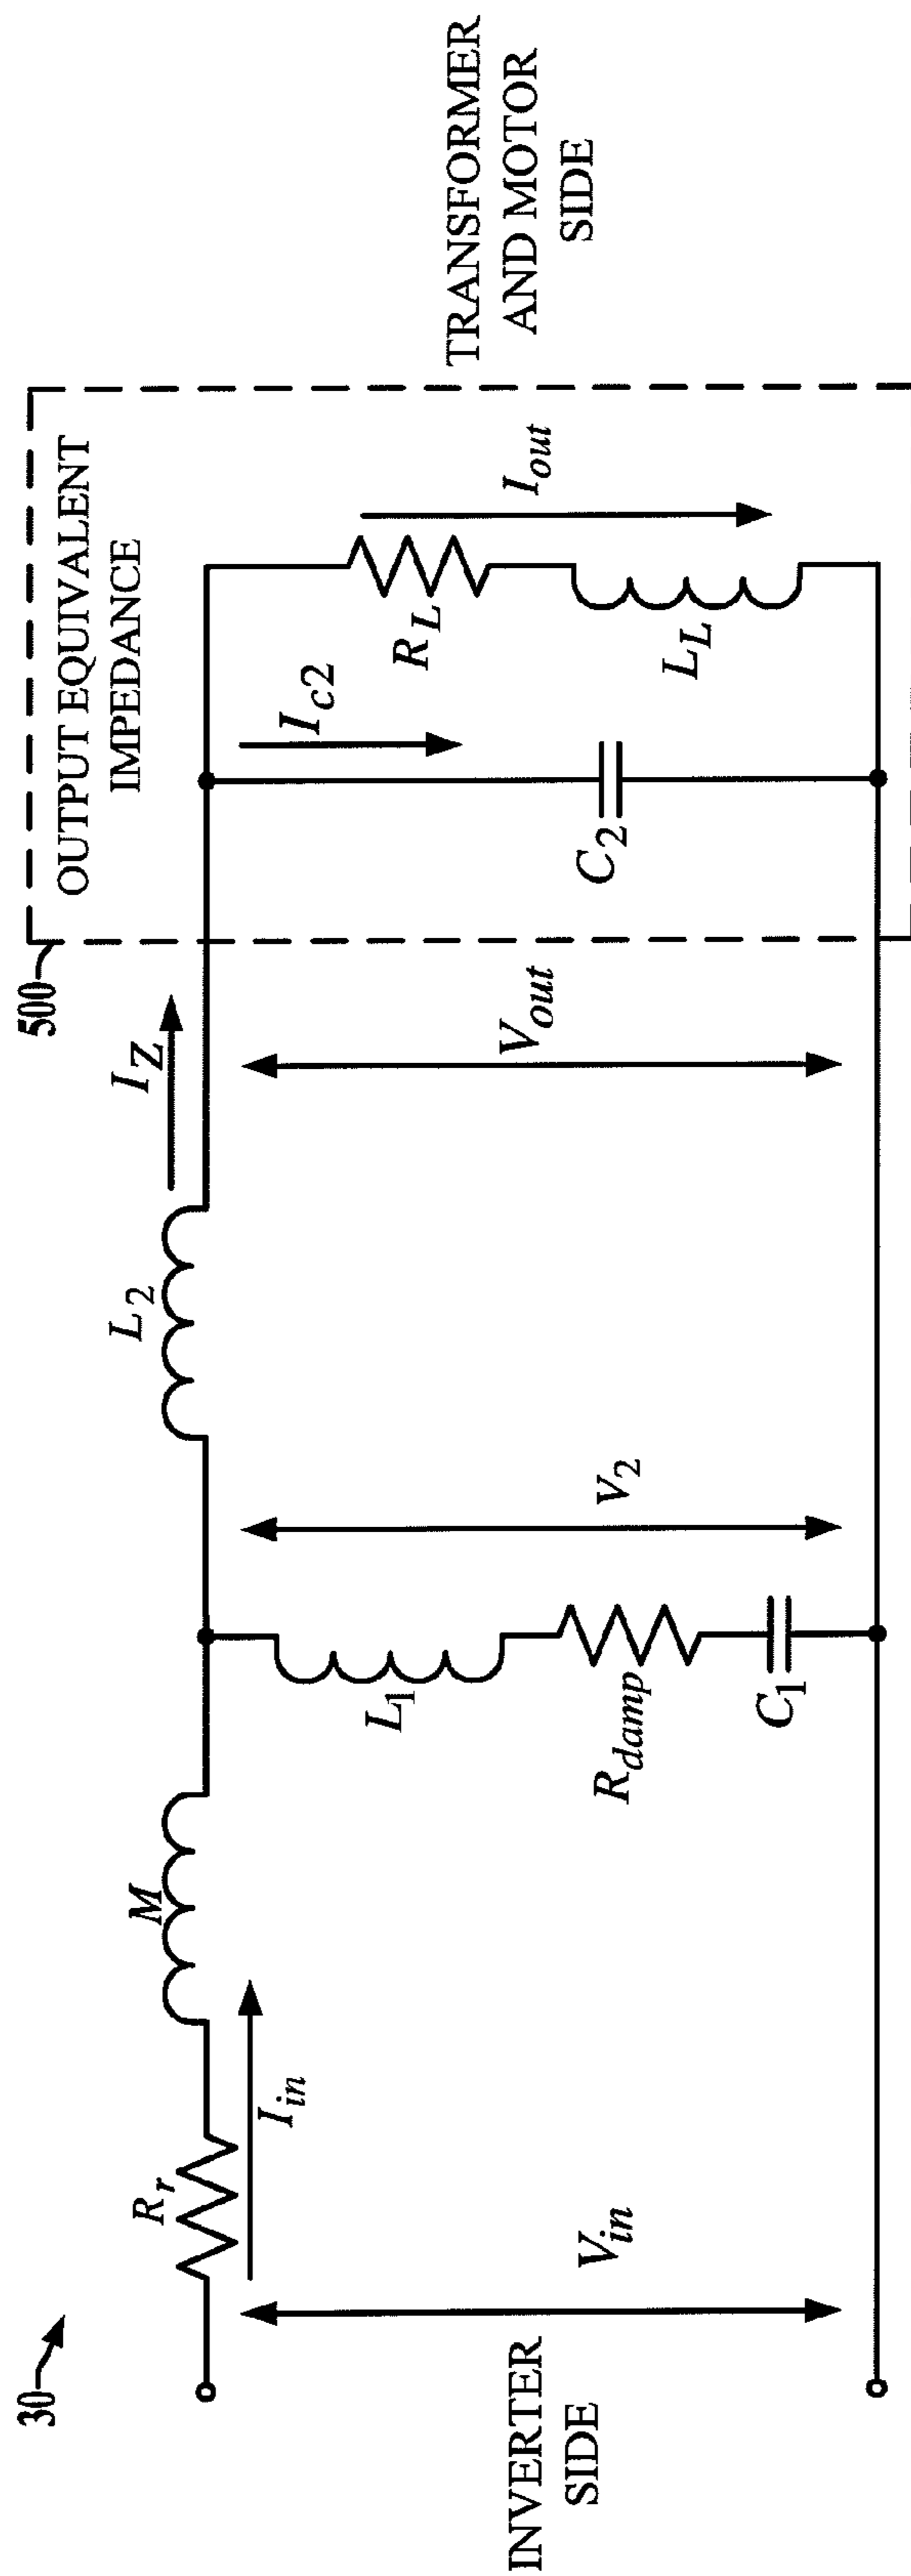 30
500
OUTPUT EQUIVALENT
IMPEDANCE
INVERTER
SIDE
R_r
I_in
V_in
M
L_1
R_damp
C_1
V_2
L_2
I_Z
V_out
C_2
I_c2
R_L
L_L
I_out
TRANSFORMER
AND MOTOR
SIDE